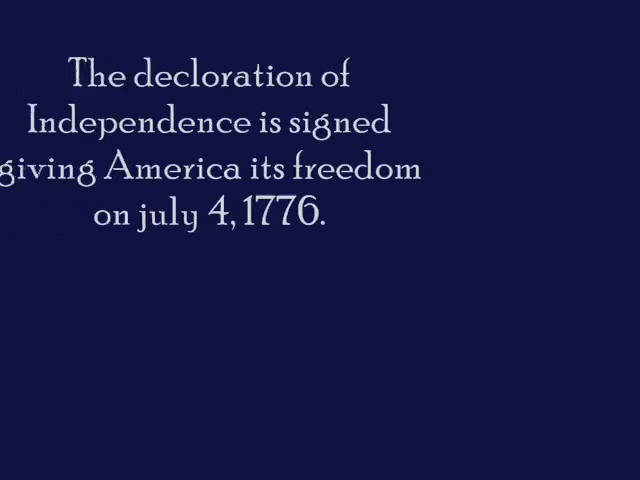 The decloration of
Independence is signed
giving America its freedom
on july 4, 1776.